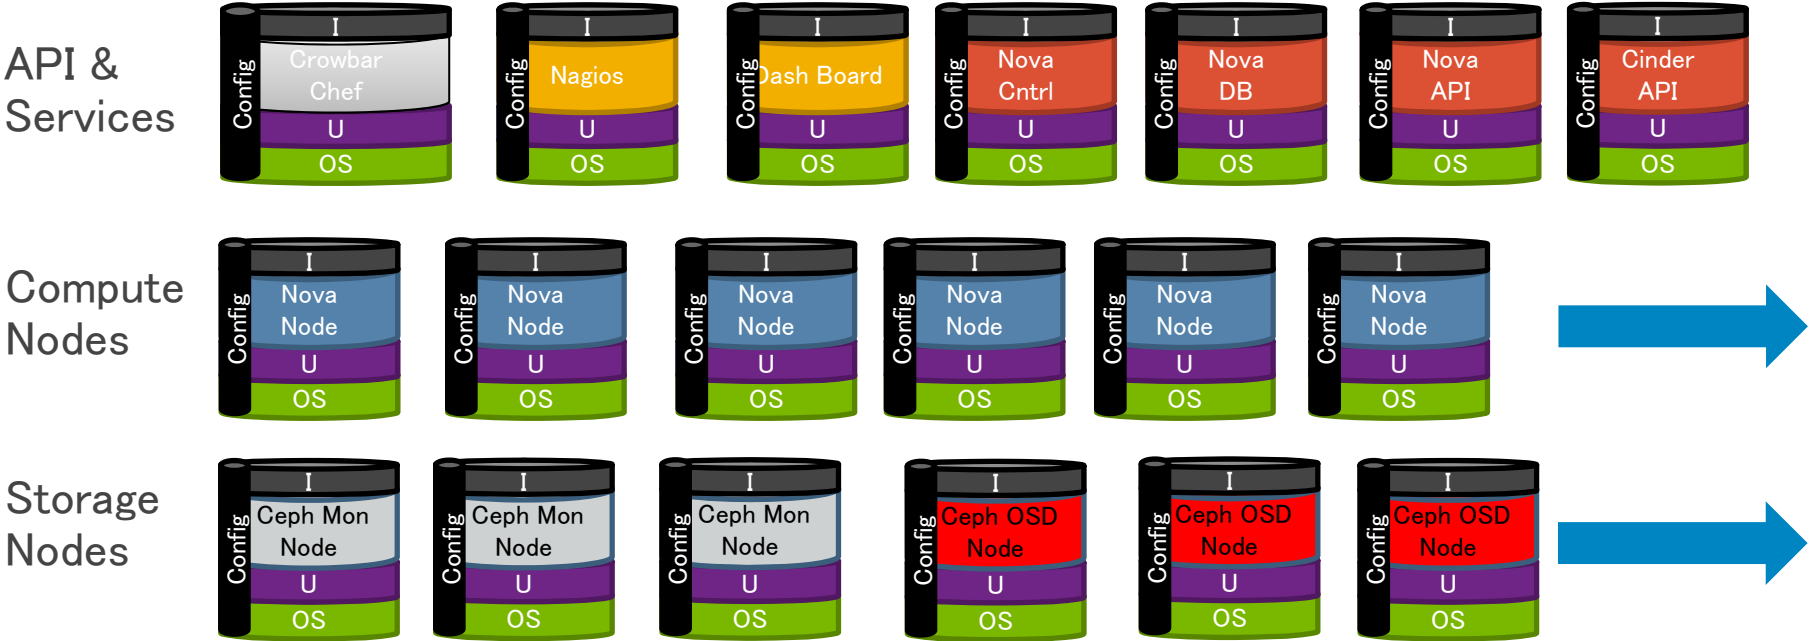 API &
Services
I
Config
Crowbar
Chef
U
OS
I
Config
Nagios
U
OS
I
Config
Dash Board
U
OS
I
Config
Nova
Cntrl
U
OS
I
Config
Nova
DB
U
OS
I
Config
Nova
API
U
OS
I
Config
Cinder
API
U
OS
Compute
Nodes
I
Config
Nova
Node
U
OS
I
Config
Nova
Node
U
OS
I
Config
Nova
Node
U
OS
I
Config
Nova
Node
U
OS
I
Config
Nova
Node
U
OS
I
Config
Nova
Node
U
OS
Storage
Nodes
I
Config
Ceph Mon
Node
U
OS
I
Config
Ceph Mon
Node
U
OS
I
Config
Ceph Mon
Node
U
OS
I
Config
Ceph OSD
Node
U
OS
I
Config
Ceph OSD
Node
U
OS
I
Config
Ceph OSD
Node
U
OS